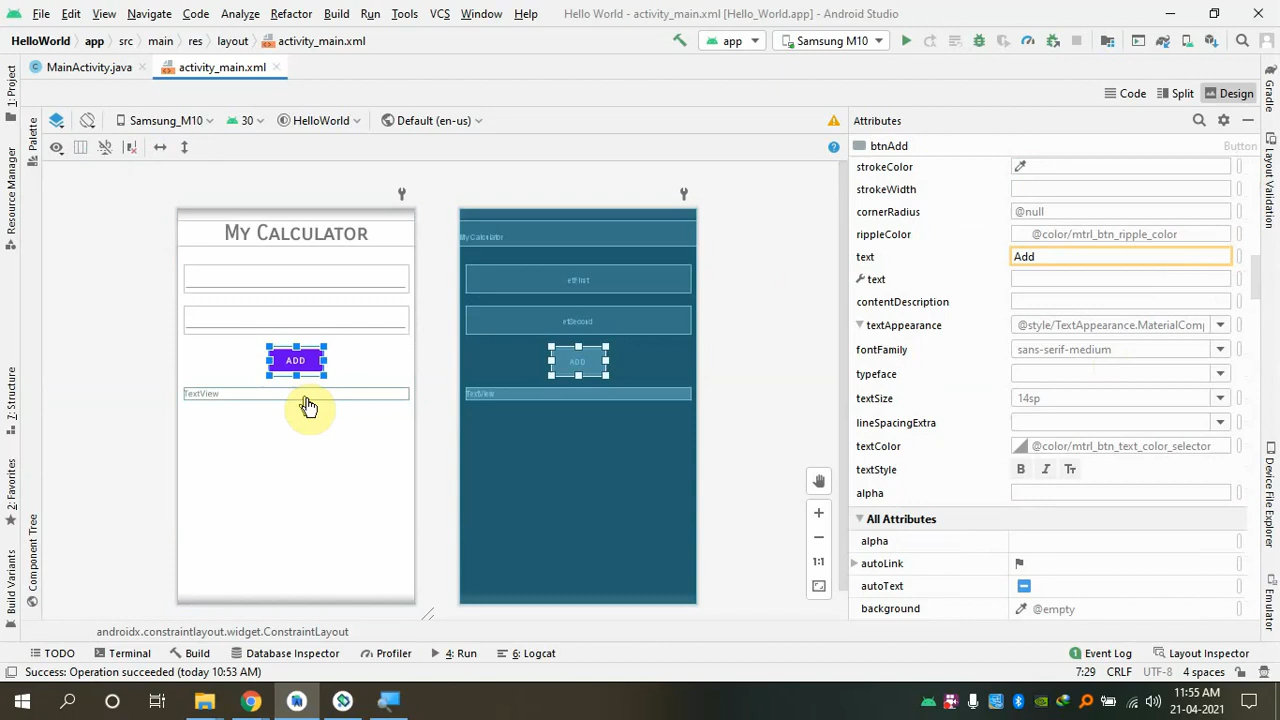 File Edit View Navigate Code Analyze Refactor Build Run Tools VCS Window Help Hello World - activity_main.xml [Hello_World.app] - Android Studio
HelloWorld app src main res layout activity_main.xml app Samsung M10
MainActivity.java activity_main.xml
Code Split Design
Samsung_M10 30 HelloWorld Default (en-us)
Attributes
btnAdd Button
strokeColor
strokeWidth
cornerRadius @null
rippleColor @color/mtrl_btn_ripple_color
text Add
text
contentDescription
textAppearance @style/TextAppearance.MaterialComp
fontFamily sans-serif-medium
typeface
textSize 14sp
lineSpacingExtra
textColor @color/mtrl_btn_text_color_selector
textStyle B I Tr
alpha
All Attributes
alpha
autoLink
autoText
background @empty
My Calculator
ADD
TextView
My Calculator
etFirst
etSecond
ADD
TextView
1:1
1: Project
Resource Manager
7: Structure
2: Favorites
Build Variants
Palette
Component Tree
Gradle
Layout Validation
Device File Explorer
Emulator
androidx.constraintlayout.widget.ConstraintLayout
TODO Terminal Build Database Inspector Profiler 4: Run 6: Logcat 1 Event Log Layout Inspector
Success: Operation succeeded (today 10:53 AM) 7:29 CRLF UTF-8 4 spaces
11:55 AM
21-04-2021